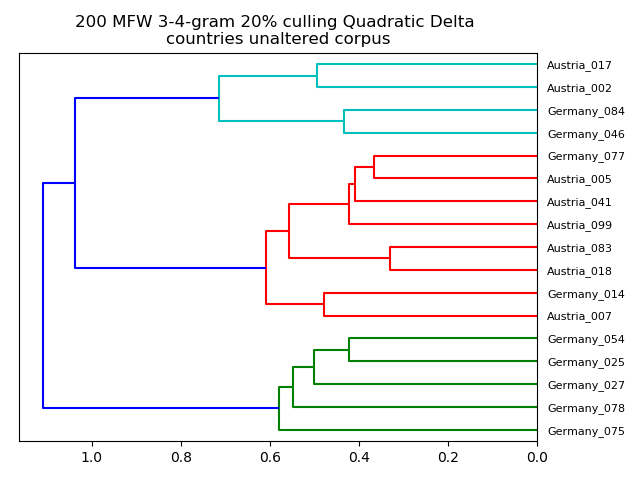 200 MFW 3-4-gram 20% culling Quadratic Delta
countries unaltered corpus
Austria_017
Austria_002
Germany_084
Germany_046
Germany_077
Austria_005
Austria_041
Austria_099
Austria_083
Austria_018
Germany_014
Austria_007
Germany_054
Germany_025
Germany_027
Germany_078
Germany_075
1.0 0.8 0.6 0.4 0.2 0.0